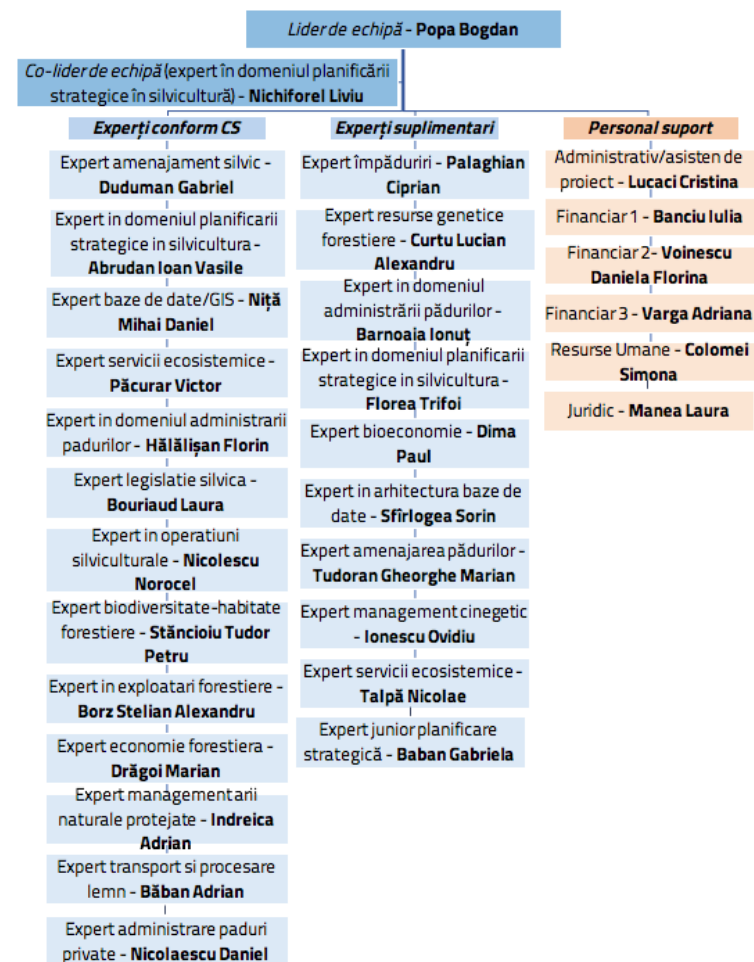 Lider de echipă - Popa Bogdan
Co-lider de echipă (expert în domeniul planificării
strategice în silvicultură) - Nichiforel Liviu
Experți conform CS
Expert amenajament silvic -
Duduman Gabriel
Expert in domeniul planificarii
strategice in silvicultura -
Abrudan Ioan Vasile
Expert baze de date/GIS - Niță
Mihai Daniel
Expert servicii ecosistemice -
Păcurar Victor
Expert in domeniul administrarii
padurilor - Hălălișan Florin
Expert legislatie silvica -
Bouriaud Laura
Expert in operatiuni
silviculturale - Nicolescu
Norocel
Expert biodiversitate-habitate
forestiere - Stăncioiu Tudor
Petru
Expert in exploatari forestiere -
Borz Stelian Alexandru
Expert economie forestiera -
Drăgoi Marian
Expert management arii
naturale protejate - Indreica
Adrian
Expert transport si procesare
lemn - Băban Adrian
Expert administrare paduri
private - Nicolaescu Daniel
Experți suplimentari
Expert împăduriri - Palaghian
Ciprian
Expert resurse genetice
forestiere - Curtu Lucian
Alexandru
Expert in domeniul
administrării pădurilor -
Barnoaia Ionuț
Expert in domeniul planificarii
strategice in silvicultura -
Florea Trifoi
Expert bioeconomie - Dima
Paul
Expert in arhitectura baze de
date - Sfîrlogea Sorin
Expert amenajarea pădurilor -
Tudoran Gheorghe Marian
Expert management cinegetic
- Ionescu Ovidiu
Expert servicii ecosistemice -
Talpă Nicolae
Expert junior planificare
strategică - Baban Gabriela
Personal suport
Administrativ/asisten de
proiect - Lucaci Cristina
Financiar 1 - Banciu Iulia
Financiar 2- Voinescu
Daniela Florina
Financiar 3 - Varga Adriana
Resurse Umane - Colomei
Simona
Juridic - Manea Laura